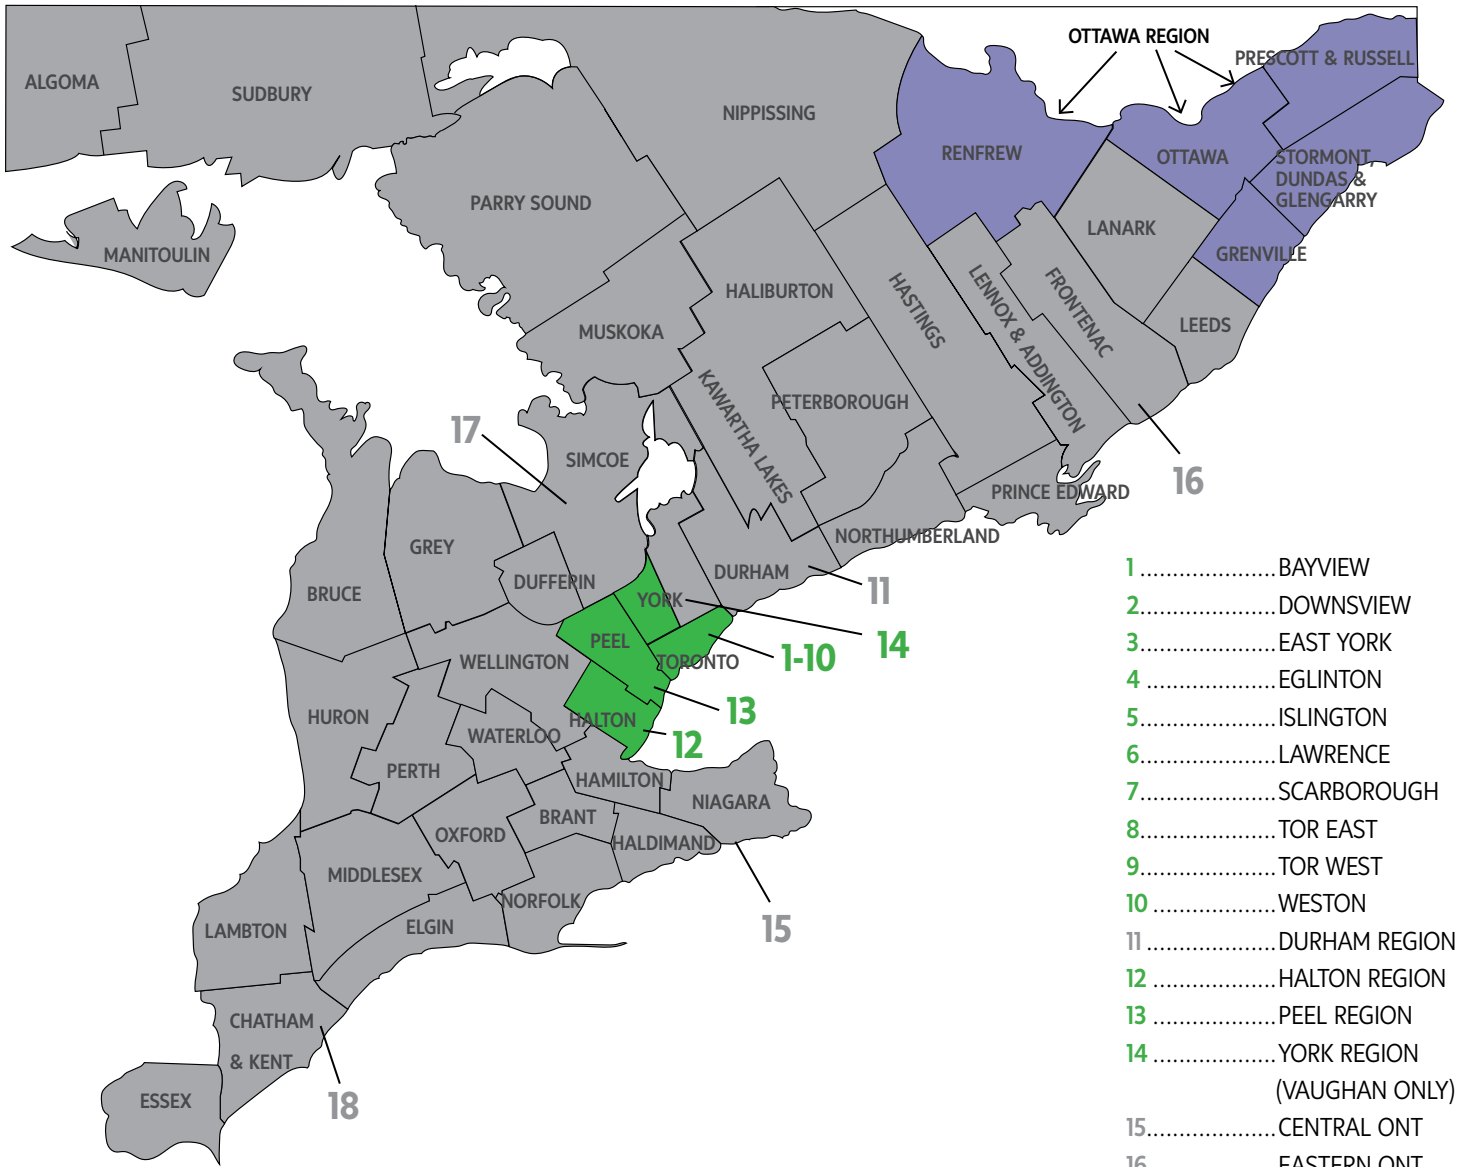 OTTAWA REGION
PRESCOTT & RUSSELL
ALGOMA
SUDBURY
NIPPISSING
RENFREW
OTTAWA
STORMONT,
DUNDAS &
GLENGARRY
PARRY SOUND
LANARK
MANITOULIN
GRENVILLE
HALIBURTON
HASTINGS
LENNOX & ADDINGTON
FRONTENAC
MUSKOKA
LEEDS
KAWARTHA LAKES
PETERBOROUGH
17
SIMCOE
16
PRINCE EDWARD
NORTHUMBERLAND
GREY
DUFFERIN
DURHAM
11
BRUCE
YORK
14
PEEL
1-10
WELLINGTON
TORONTO
13
HURON
HALTON
WATERLOO
12
PERTH
HAMILTON
NIAGARA
BRANT
OXFORD
HALDIMAND
MIDDLESEX
NORFOLK
15
LAMBTON
ELGIN
CHATHAM
& KENT
ESSEX
18
1 .....................BAYVIEW
2.....................DOWNSVIEW
3.....................EAST YORK
4 ....................EGLINTON
5.....................ISLINGTON
6.....................LAWRENCE
7.....................SCARBOROUGH
8.....................TOR EAST
9.....................TOR WEST
10 ...................WESTON
11 ....................DURHAM REGION
12 ...................HALTON REGION
13 ...................PEEL REGION
14 ...................YORK REGION
(VAUGHAN ONLY)
15....................CENTRAL ONT
16....................EASTERN ONT